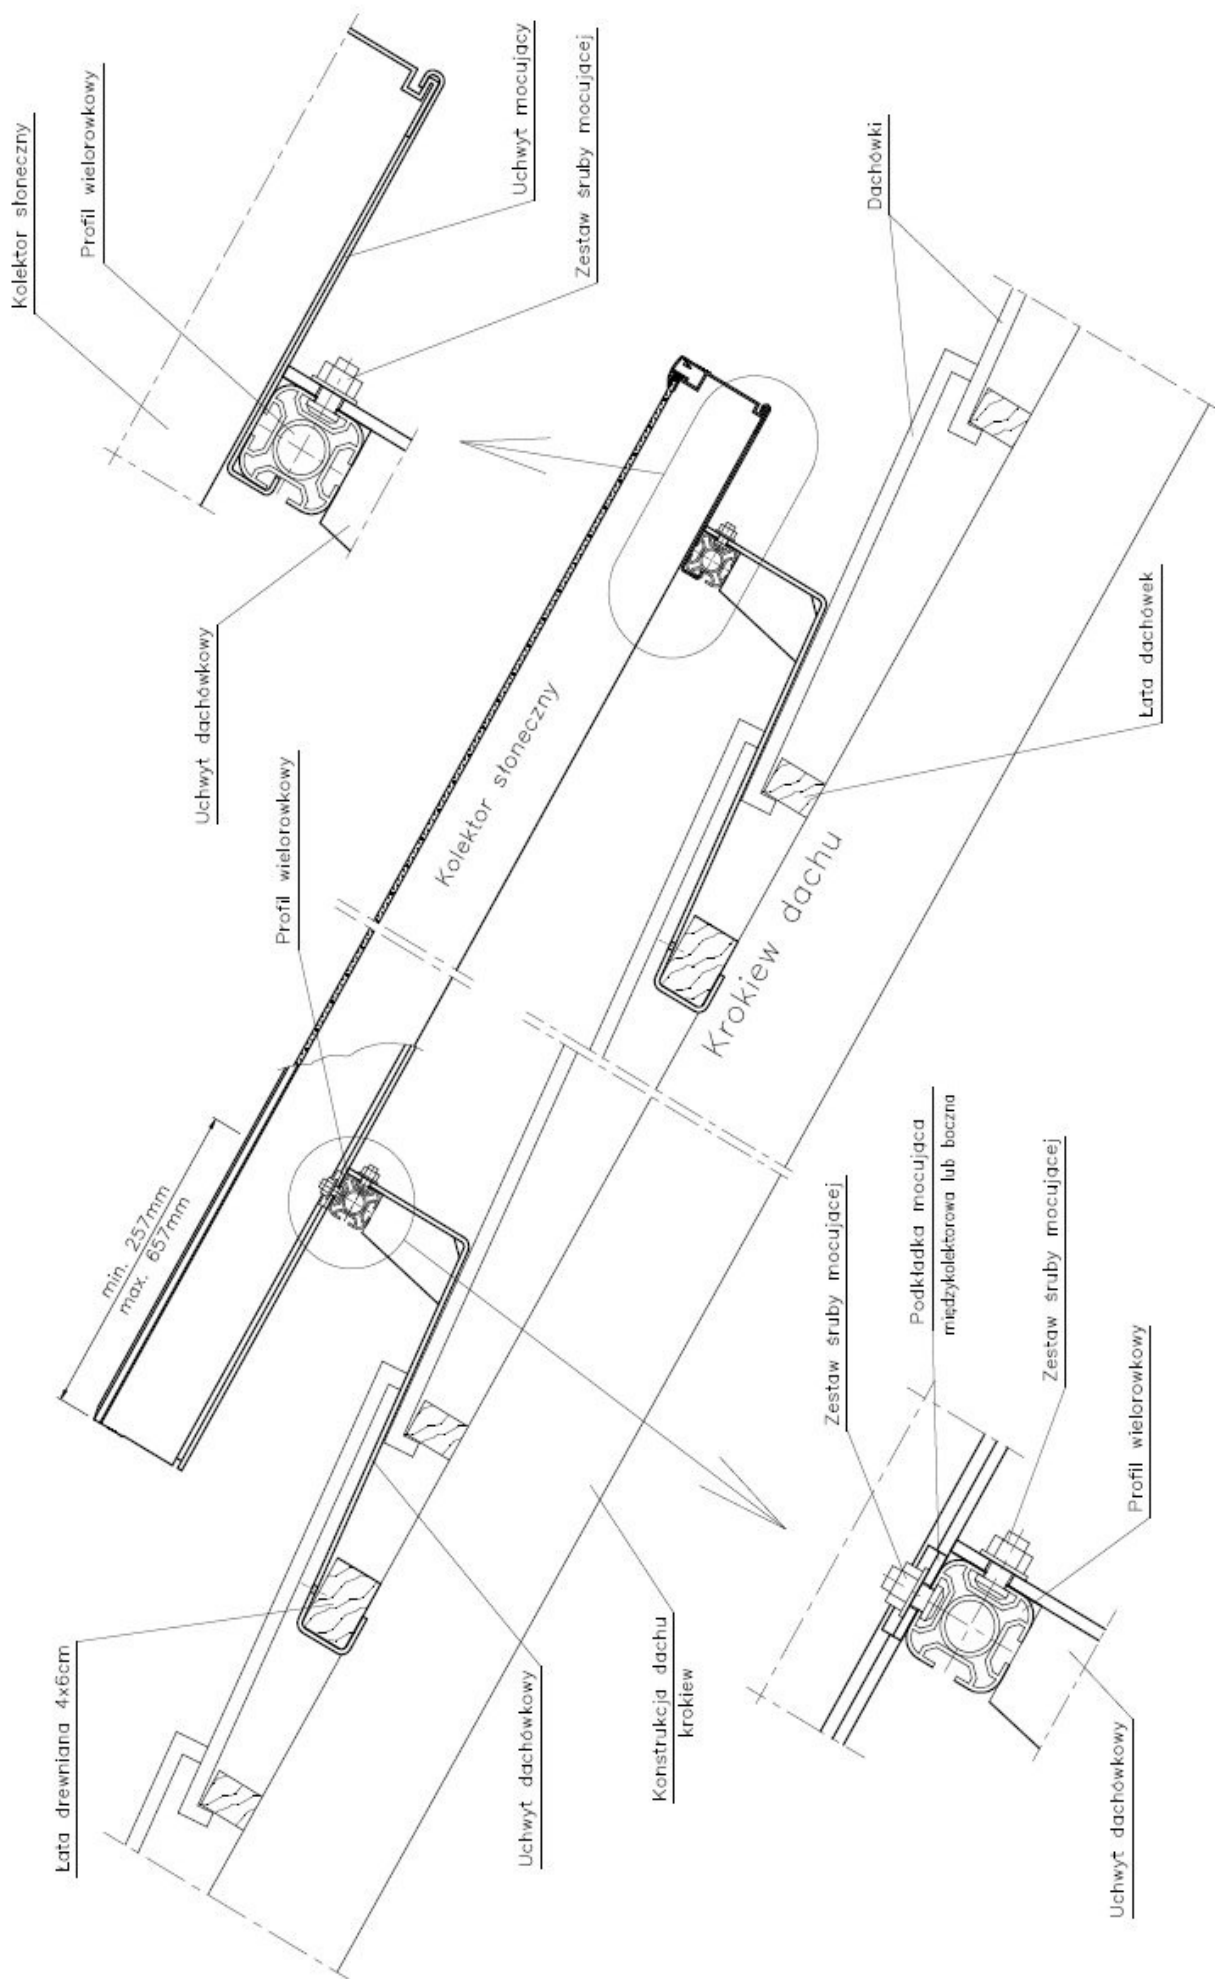 Kolektor słoneczny
Profil wielorowkowy
Uchwyt mocujący
Zestaw śruby mocującej
Uchwyt dachówkowy
Profil wielorowkowy
Dachówki
Łata dachówek
Kolektor słoneczny
Krokiew dachu
min. 257mm
max. 657mm
Łata drewniana 4x6cm
Uchwyt dachówkowy
Konstrukcja dachu
krokiew
Zestaw śruby mocującej
Podkładka mocująca
międzykolektorowa lub boczna
Zestaw śruby mocującej
Profil wielorowkowy
Uchwyt dachówkowy